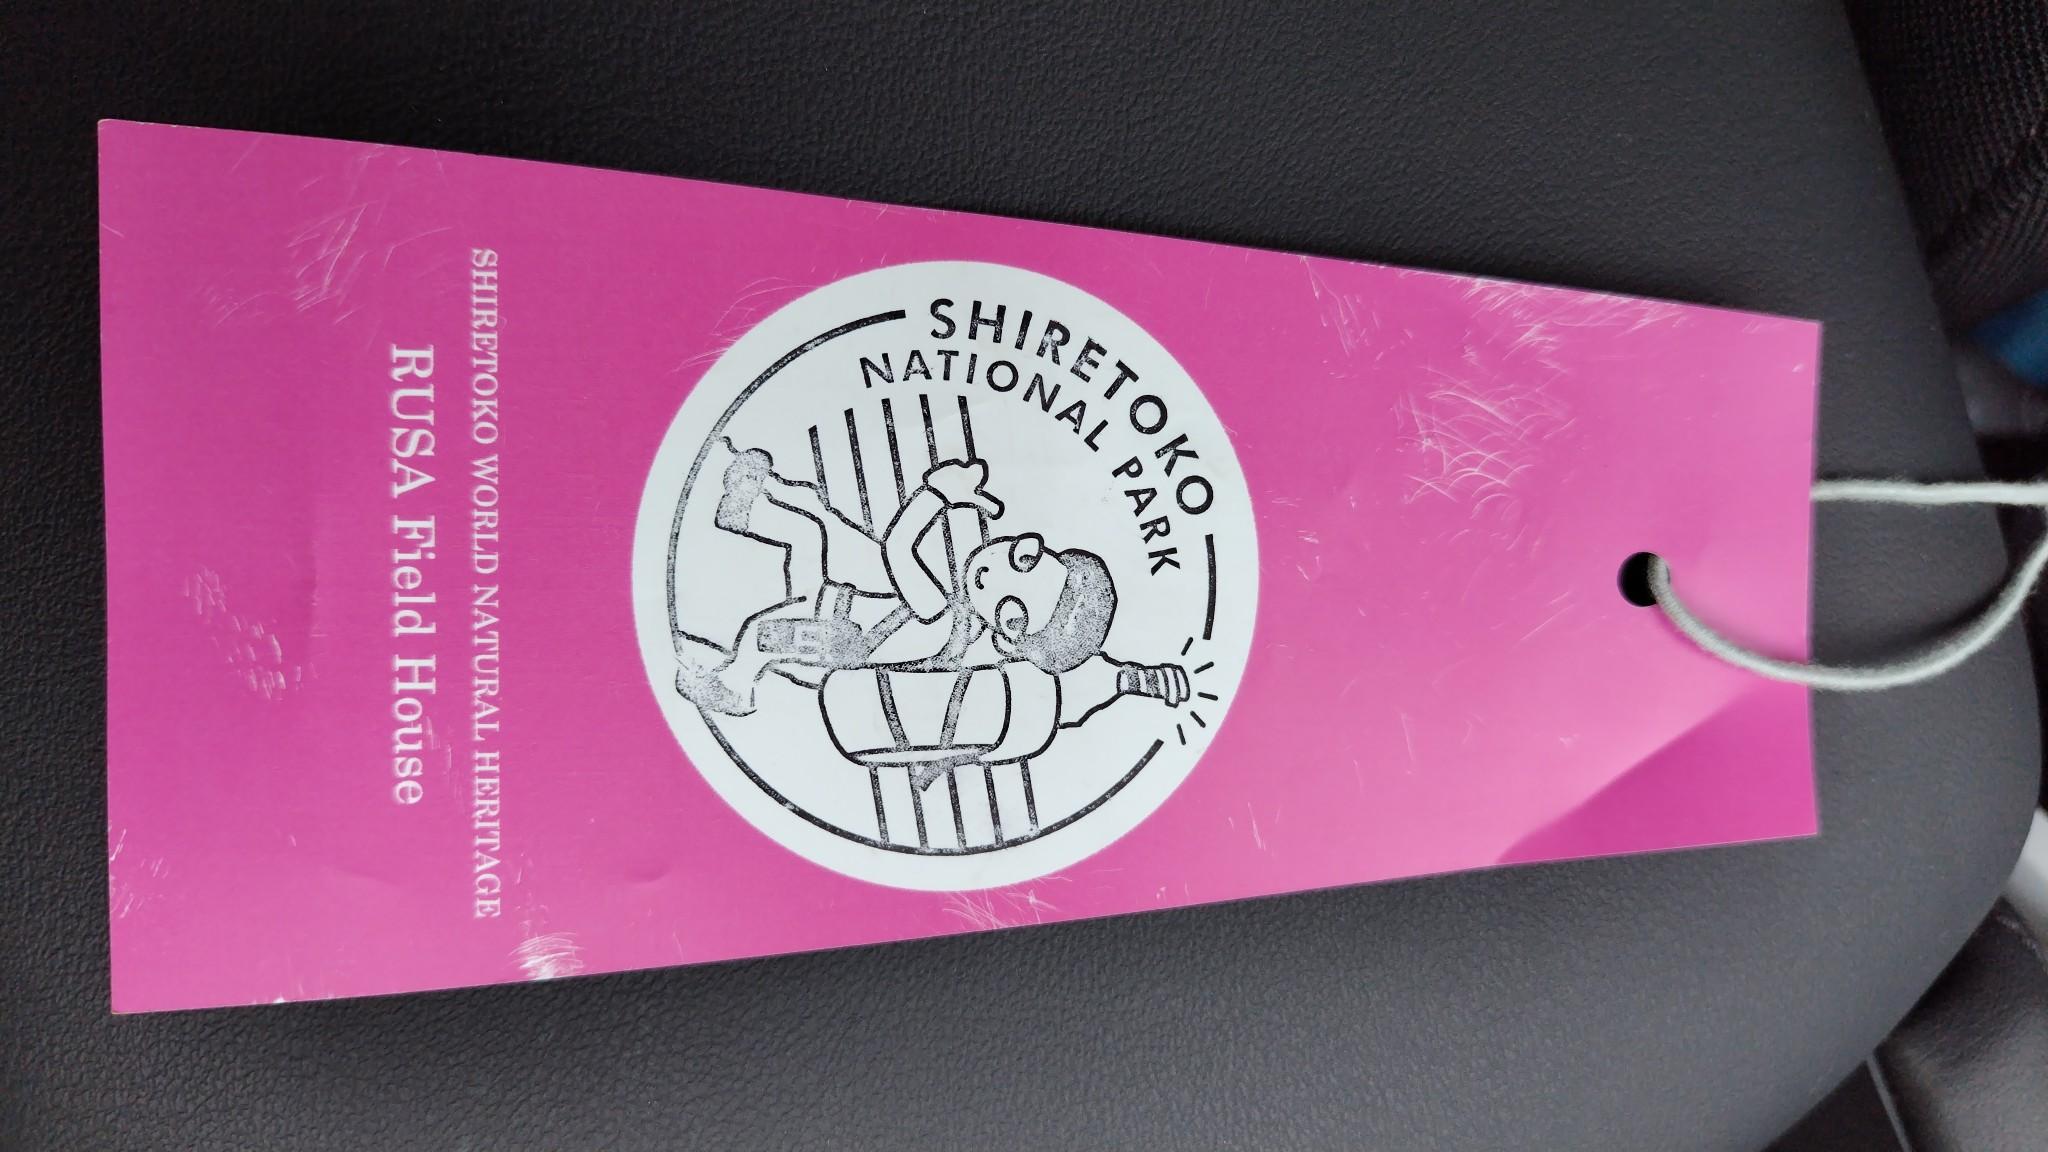 SHIRETOKO
NATIONAL PARK
SHIRETOKO WORLD NATURAL HERITAGE
RUSA Field House